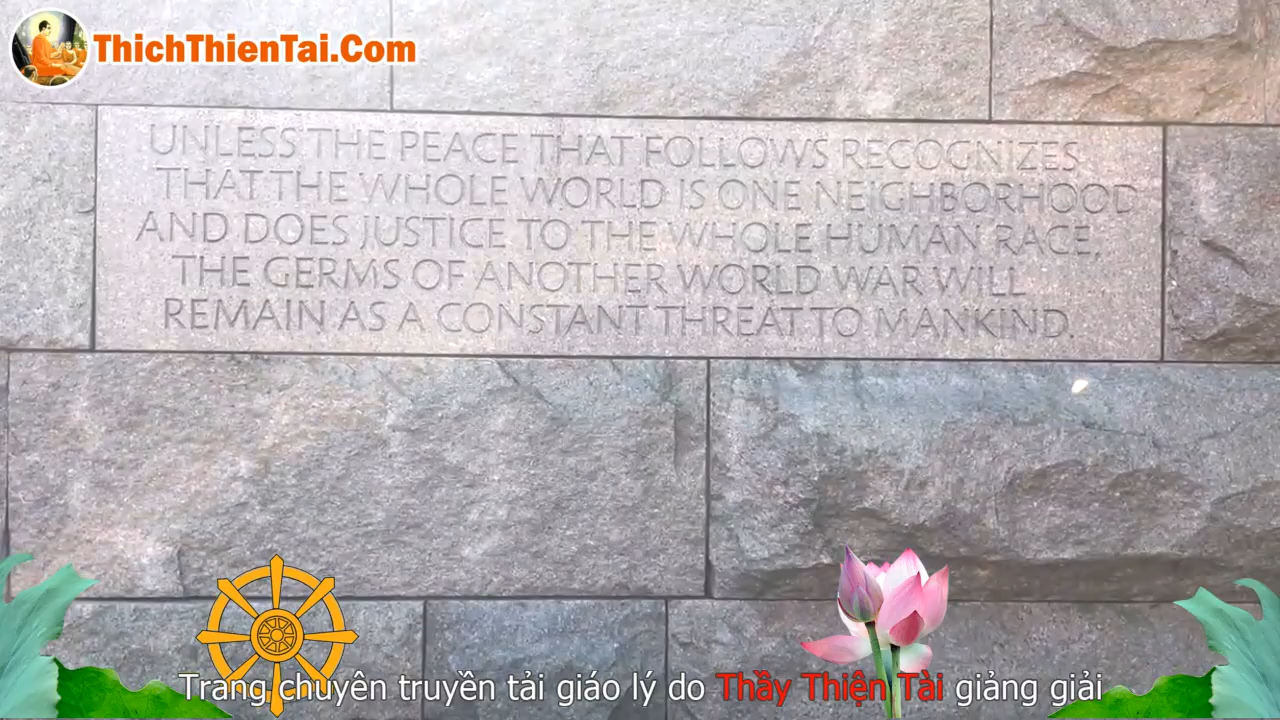 ThichThienTai.Com
UNLESS THE PEACE THAT FOLLOWS RECOGNIZES
THAT THE WHOLE WORLD IS ONE NEIGHBORHOOD
AND DOES JUSTICE TO THE WHOLE HUMAN RACE,
THE GERMS OF ANOTHER WORLD WAR WILL
REMAIN AS A CONSTANT THREAT TO MANKIND.
Trang chuyên truyền tải giáo lý do Thầy Thiện Tài giảng giải